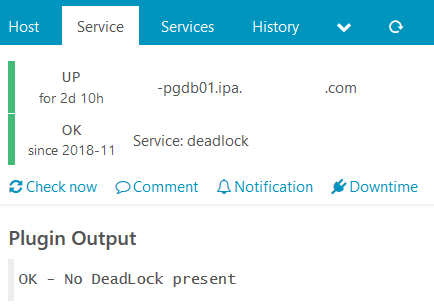 Host Service Services History
UP
for 2d 10h
-pgdb01.ipa. .com
OK
since 2018-11
Service: deadlock
Check now Comment Notification Downtime
Plugin Output
OK - No DeadLock present